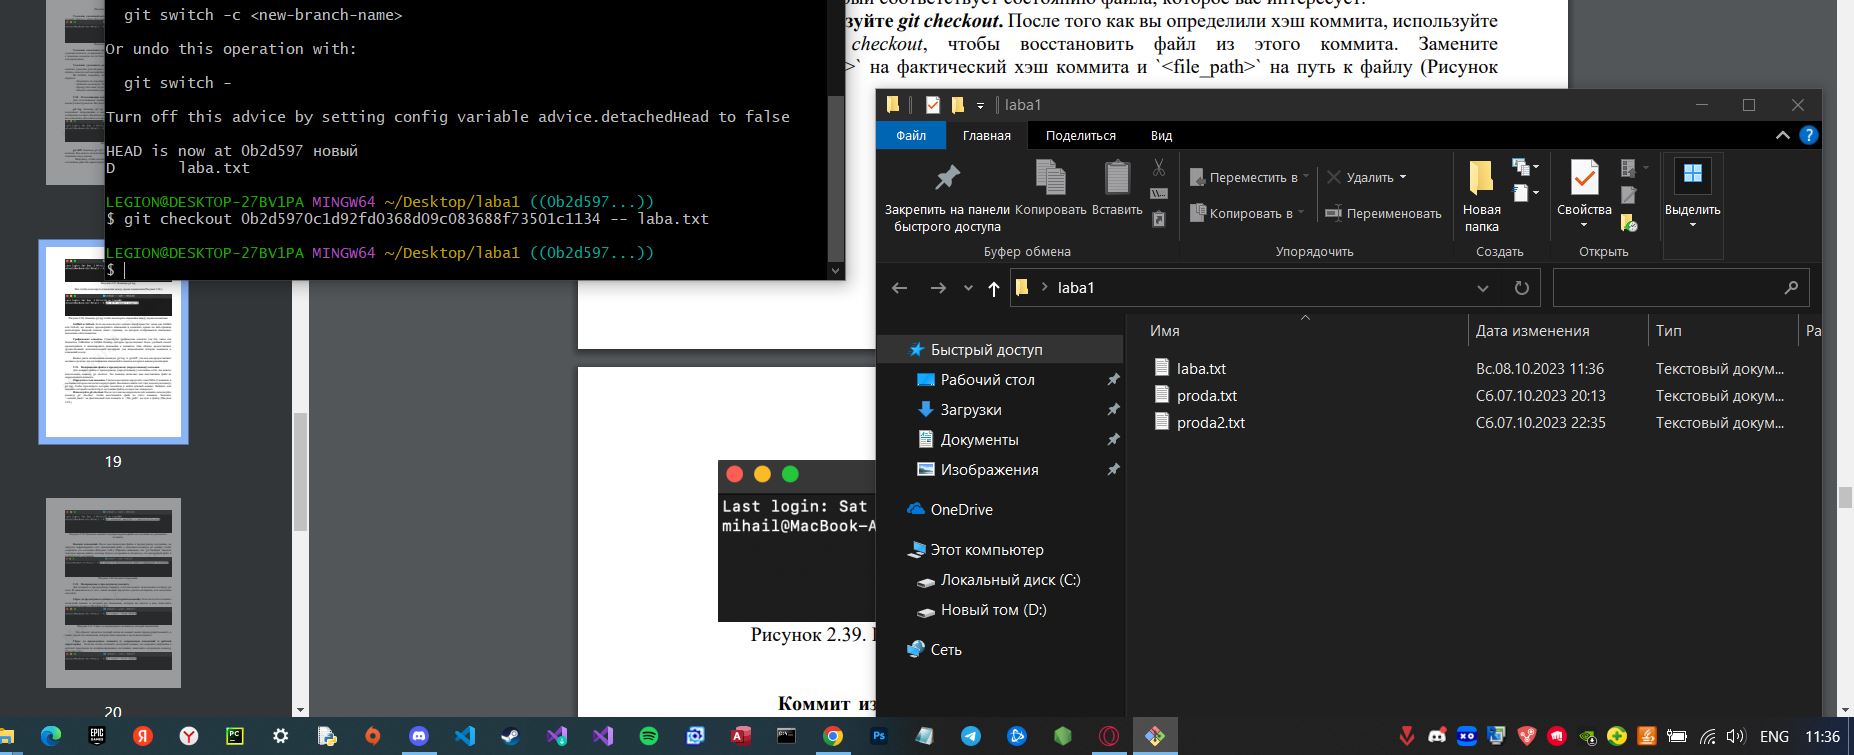 git switch -c <new-branch-name>
Or undo this operation with:
git switch -
Turn off this advice by setting config variable advice.detachedHead to false
HEAD is now at 0b2d597 новый
D laba.txt
LEGION@DESKTOP-27BV1PA MINGW64 ~/Desktop/laba1 ((0b2d597...))
$ git checkout 0b2d5970c1d92fd0368d09c083688f73501c1134 -- laba.txt
LEGION@DESKTOP-27BV1PA MINGW64 ~/Desktop/laba1 ((0b2d597...))
$
соответствует состоянию файла, которое вас интересует.
зуйте git checkout. После того как вы определили хэш коммита, используйте
checkout, чтобы восстановить файл из этого коммита. Замените
>` на фактический хэш коммита и `<file_path>` на путь к файлу (Рисунок
laba1
Файл Главная Поделиться Вид
Закрепить на панели быстрого доступа
Копировать
Вставить
Буфер обмена
Переместить в
Копировать в
Удалить
Переименовать
Упорядочить
Новая папка
Создать
Свойства
Открыть
Выделить
laba1
Имя Дата изменения Тип Ра
laba.txt Вс.08.10.2023 11:36 Текстовый докум...
proda.txt Сб.07.10.2023 20:13 Текстовый докум...
proda2.txt Сб.07.10.2023 22:35 Текстовый докум...
Быстрый доступ
Рабочий стол
Загрузки
Документы
Изображения
OneDrive
Этот компьютер
Локальный диск (C:)
Новый том (D:)
Сеть
19
20
Last login: Sat
mihail@MacBook-A
Рисунок 2.39.
Коммит из
ENG 11:36